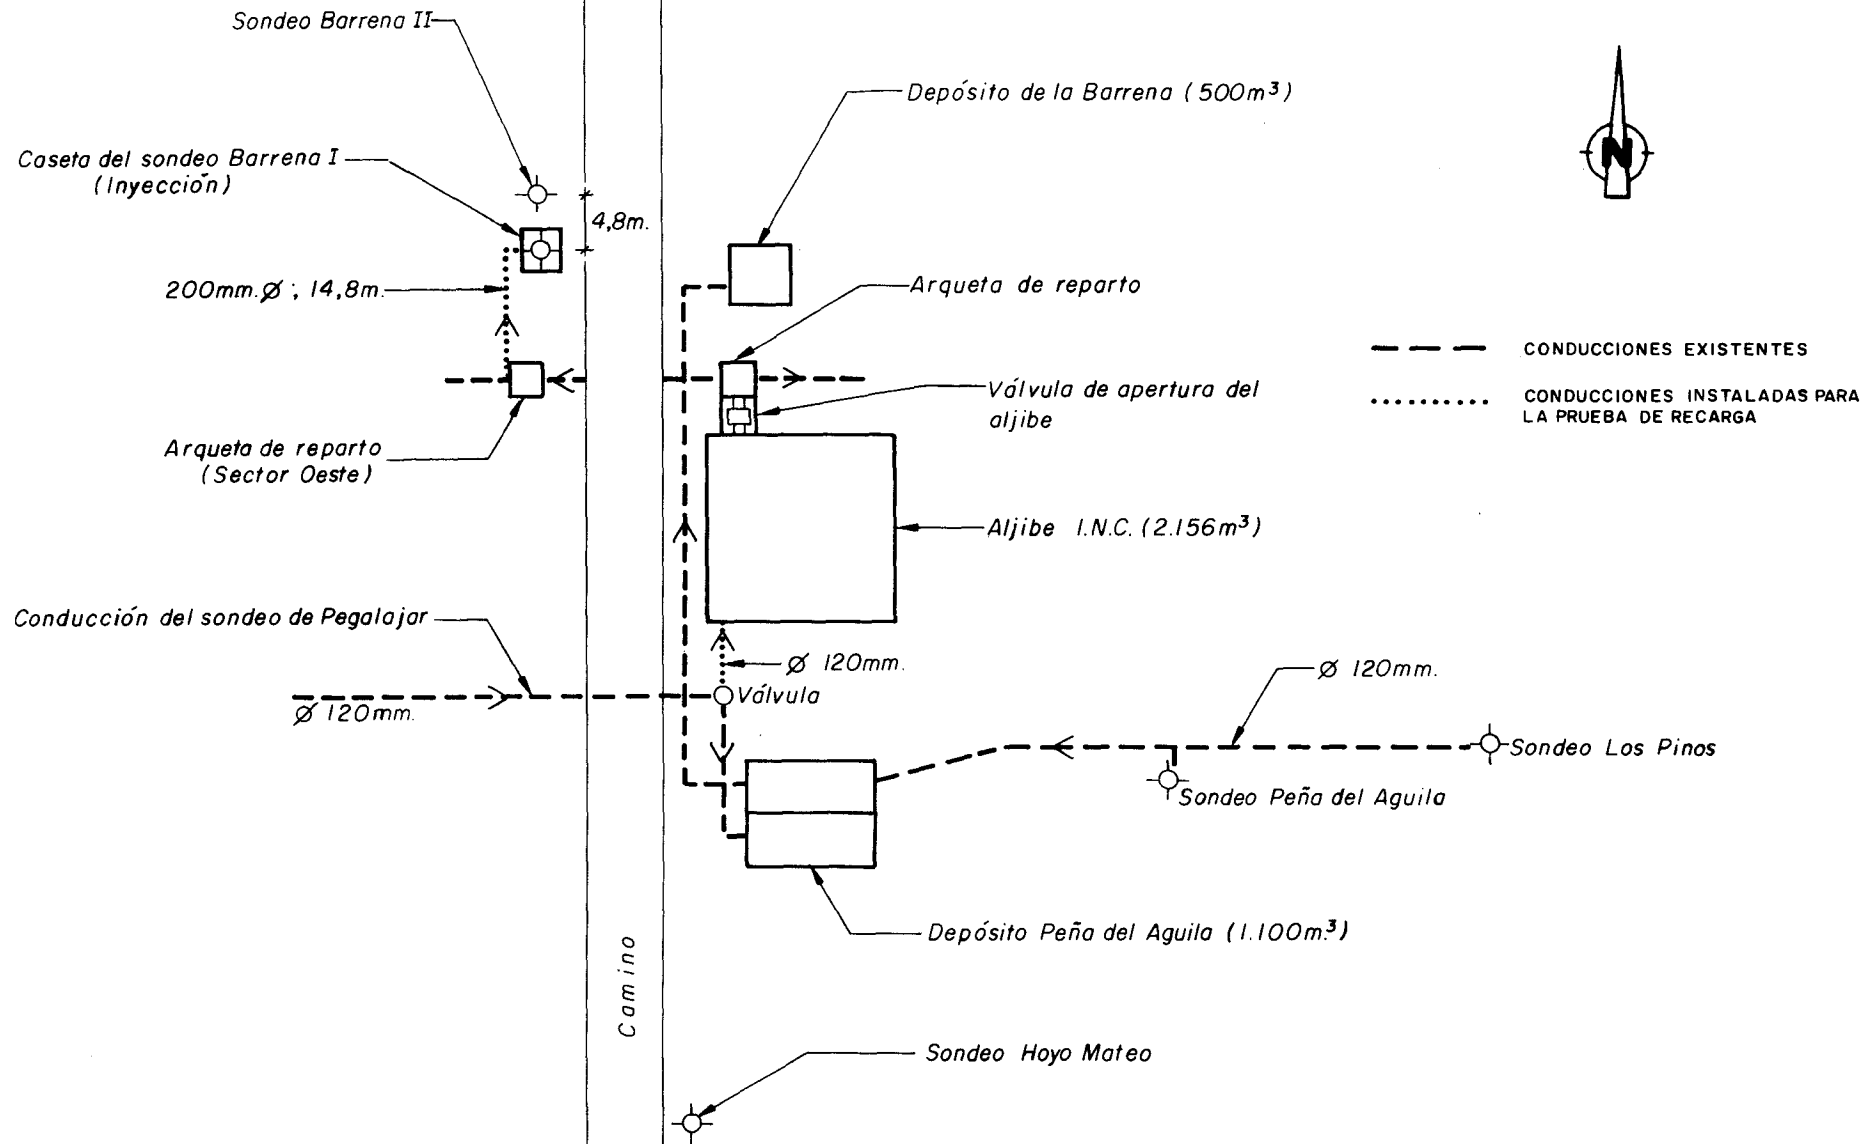 Sondeo Barrena II
Depósito de la Barrena (500m³)
N
Caseta del sondeo Barrena I
(Inyección)
4,8m.
200mm.Ø ; 14,8m.
Arqueta de reparto
CONDUCCIONES EXISTENTES
Válvula de apertura del
aljibe
CONDUCCIONES INSTALADAS PARA
LA PRUEBA DE RECARGA
Arqueta de reparto
(Sector Oeste)
Aljibe I.N.C. (2.156m³)
Conducción del sondeo de Pegalajar
Ø 120mm.
Ø 120mm.
Válvula
Ø 120mm.
Sondeo Los Pinos
Sondeo Peña del Aguila
Depósito Peña del Aguila (1.100m.³)
Camino
Sondeo Hoyo Mateo